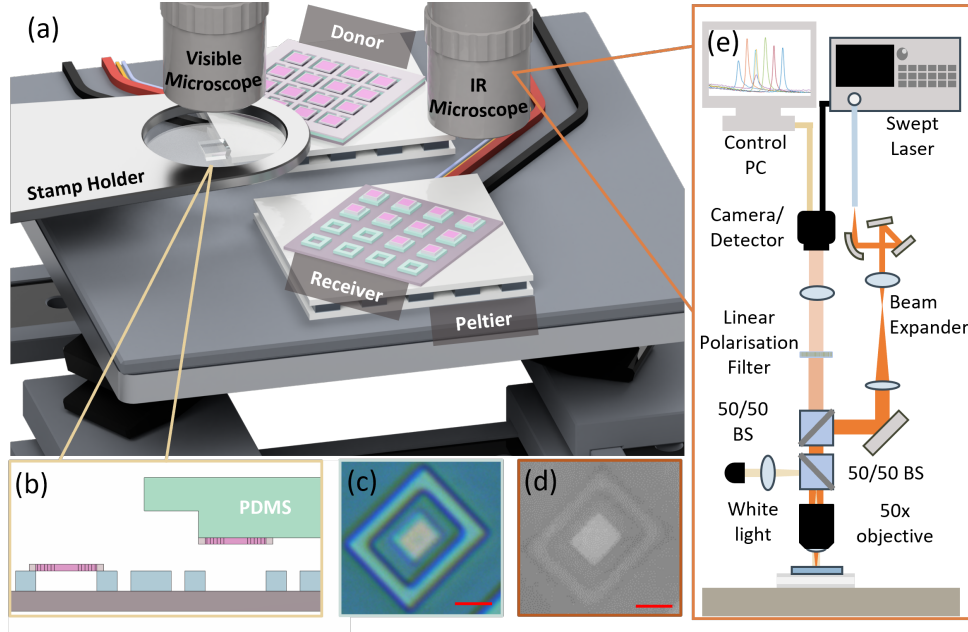 (a)
Visible
Microscope
Donor
IR
Microscope
Stamp Holder
Receiver
Peltier
(b)
PDMS
(c)
(d)
(e)
Control
PC
Swept
Laser
Camera/
Detector
Beam
Expander
Linear
Polarisation
Filter
50/50
BS
50/50 BS
White
light
50x
objective